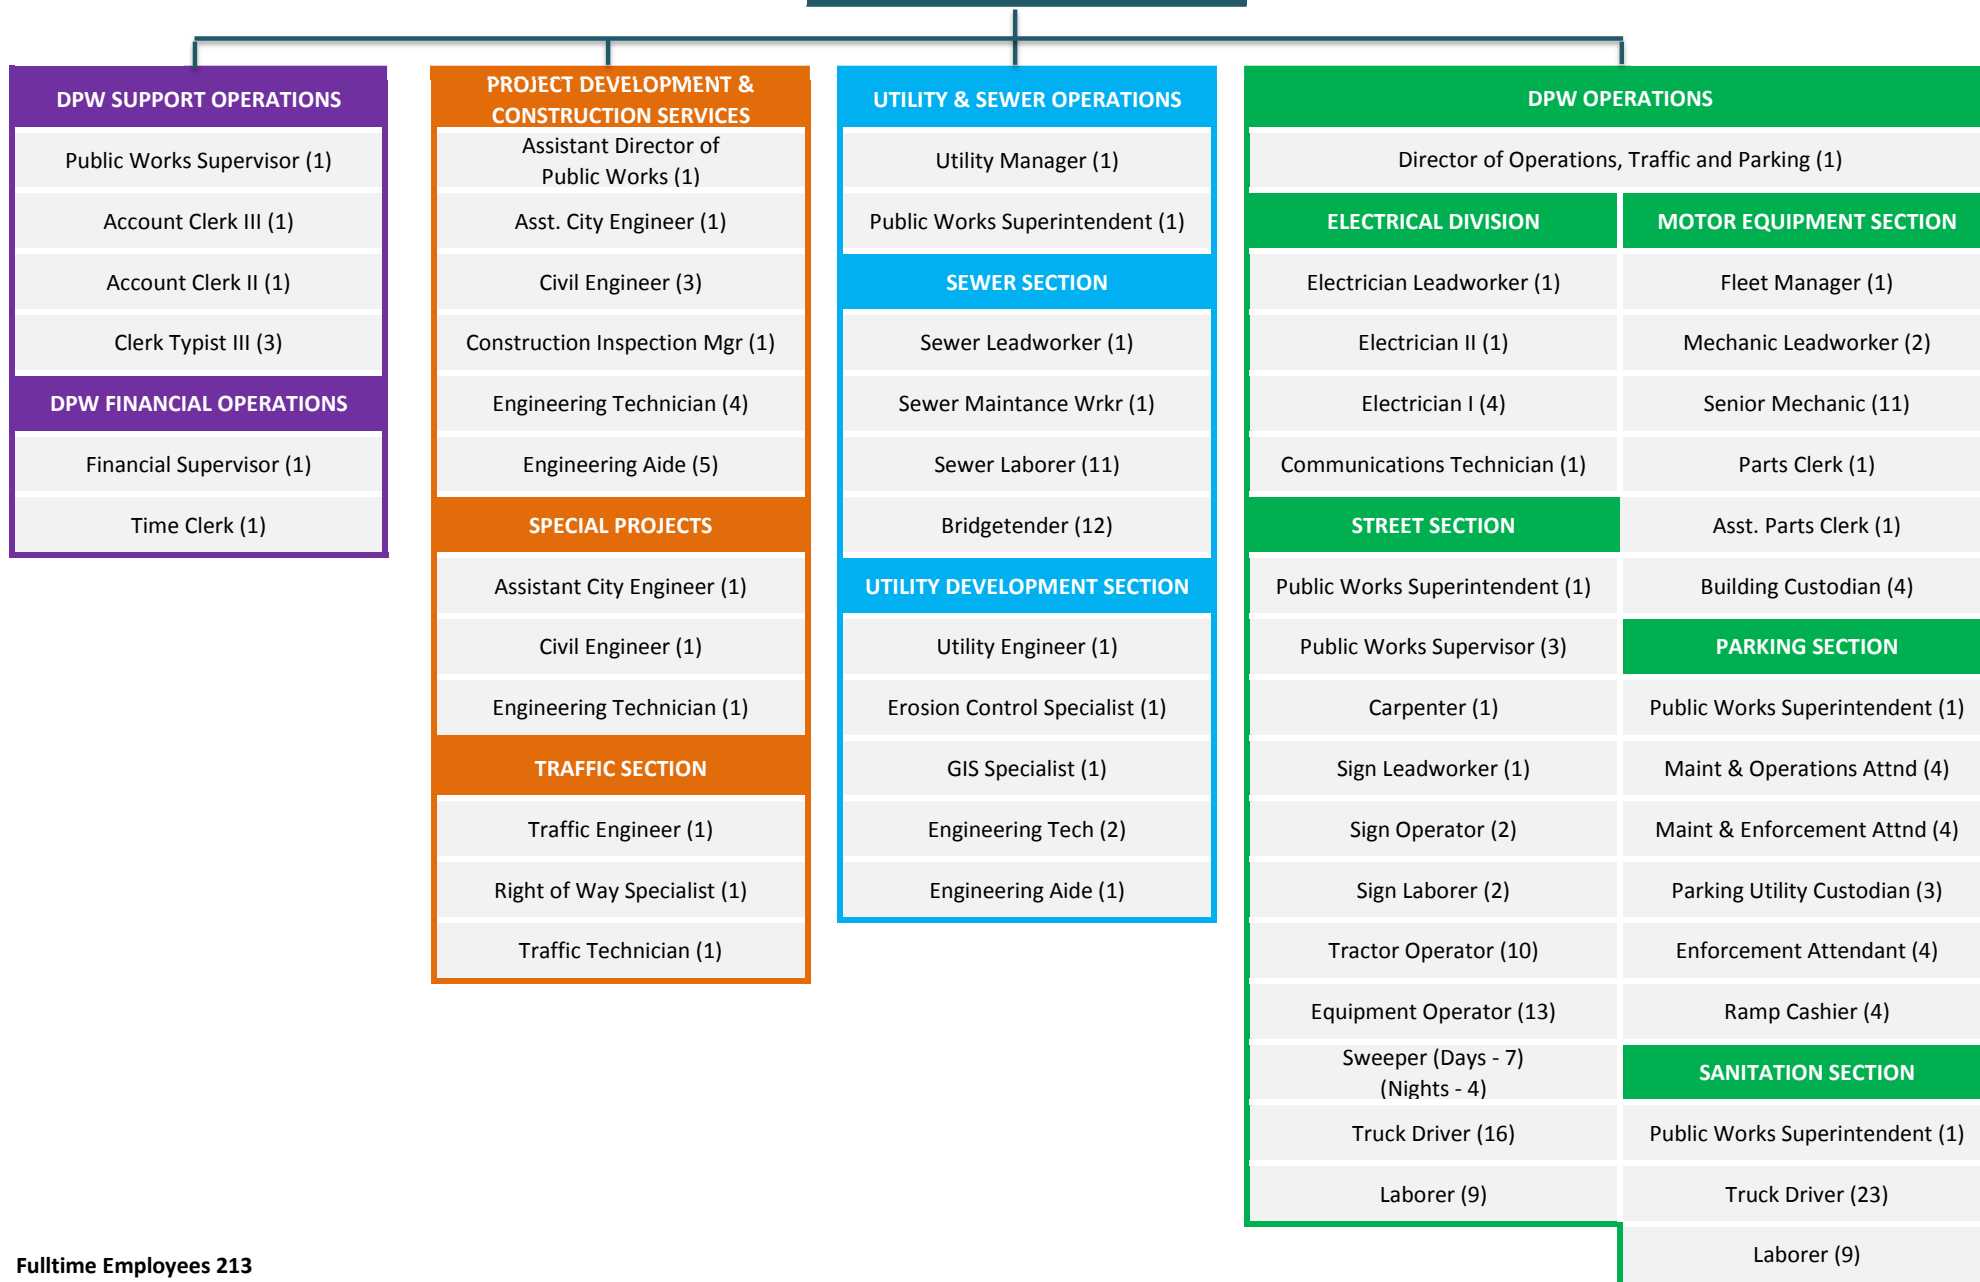 DPW SUPPORT OPERATIONS
Public Works Supervisor (1)
Account Clerk III (1)
Account Clerk II (1)
Clerk Typist III (3)
DPW FINANCIAL OPERATIONS
Financial Supervisor (1)
Time Clerk (1)
PROJECT DEVELOPMENT &
CONSTRUCTION SERVICES
Assistant Director of
Public Works (1)
Asst. City Engineer (1)
Civil Engineer (3)
Construction Inspection Mgr (1)
Engineering Technician (4)
Engineering Aide (5)
SPECIAL PROJECTS
Assistant City Engineer (1)
Civil Engineer (1)
Engineering Technician (1)
TRAFFIC SECTION
Traffic Engineer (1)
Right of Way Specialist (1)
Traffic Technician (1)
UTILITY & SEWER OPERATIONS
Utility Manager (1)
Public Works Superintendent (1)
SEWER SECTION
Sewer Leadworker (1)
Sewer Maintance Wrkr (1)
Sewer Laborer (11)
Bridgetender (12)
UTILITY DEVELOPMENT SECTION
Utility Engineer (1)
Erosion Control Specialist (1)
GIS Specialist (1)
Engineering Tech (2)
Engineering Aide (1)
DPW OPERATIONS
Director of Operations, Traffic and Parking (1)
ELECTRICAL DIVISION
Electrician Leadworker (1)
Electrician II (1)
Electrician I (4)
Communications Technician (1)
STREET SECTION
Public Works Superintendent (1)
Public Works Supervisor (3)
Carpenter (1)
Sign Leadworker (1)
Sign Operator (2)
Sign Laborer (2)
Tractor Operator (10)
Equipment Operator (13)
Sweeper (Days - 7)
(Nights - 4)
Truck Driver (16)
Laborer (9)
MOTOR EQUIPMENT SECTION
Fleet Manager (1)
Mechanic Leadworker (2)
Senior Mechanic (11)
Parts Clerk (1)
Asst. Parts Clerk (1)
Building Custodian (4)
PARKING SECTION
Public Works Superintendent (1)
Maint & Operations Attnd (4)
Maint & Enforcement Attnd (4)
Parking Utility Custodian (3)
Enforcement Attendant (4)
Ramp Cashier (4)
SANITATION SECTION
Public Works Superintendent (1)
Truck Driver (23)
Laborer (9)
Fulltime Employees 213